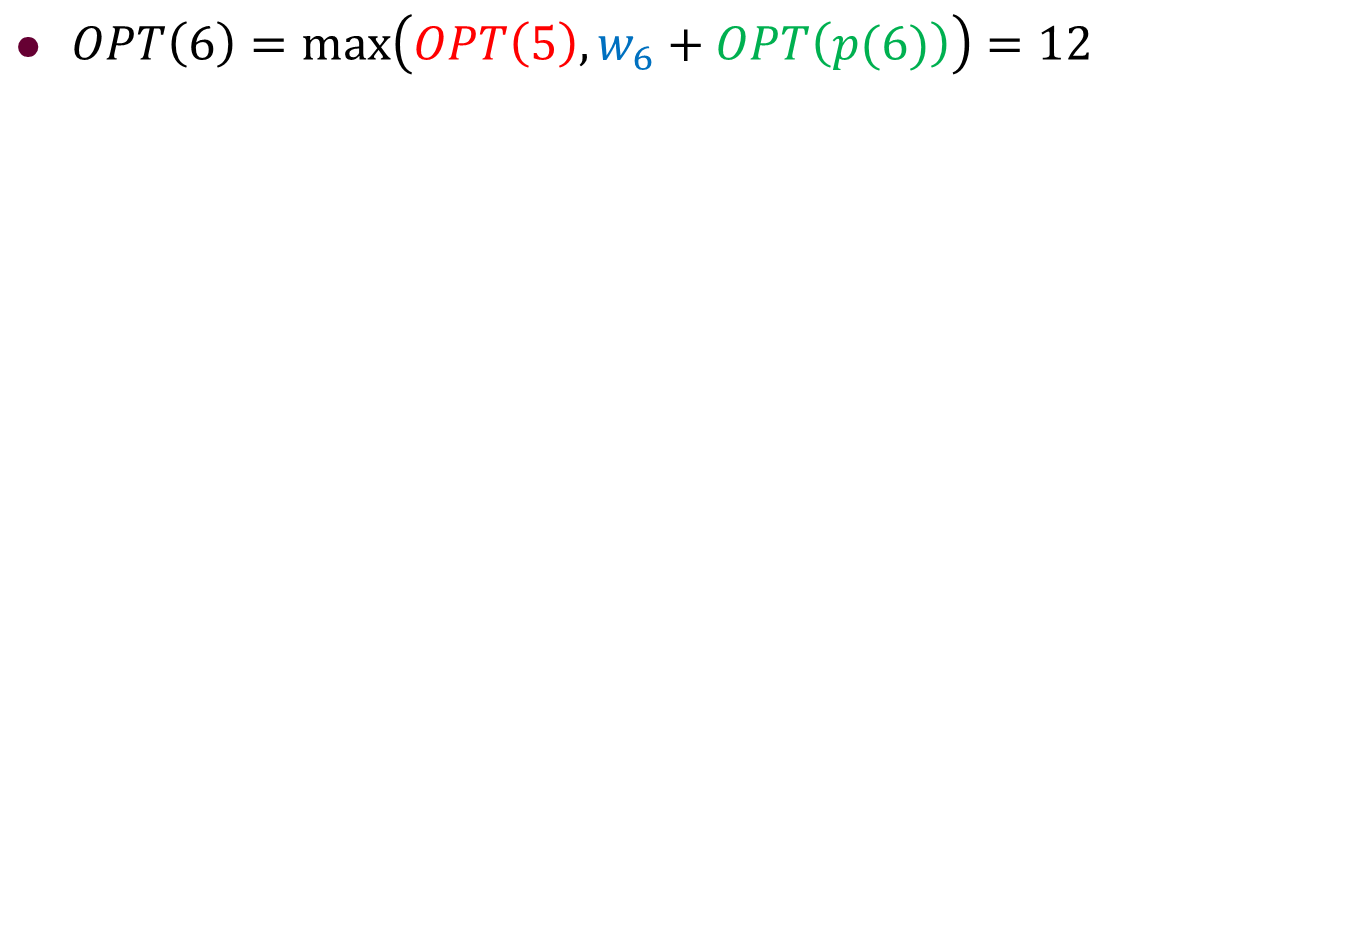 • OPT(6) = max(OPT(5), w₆ + OPT(p(6))) = 12